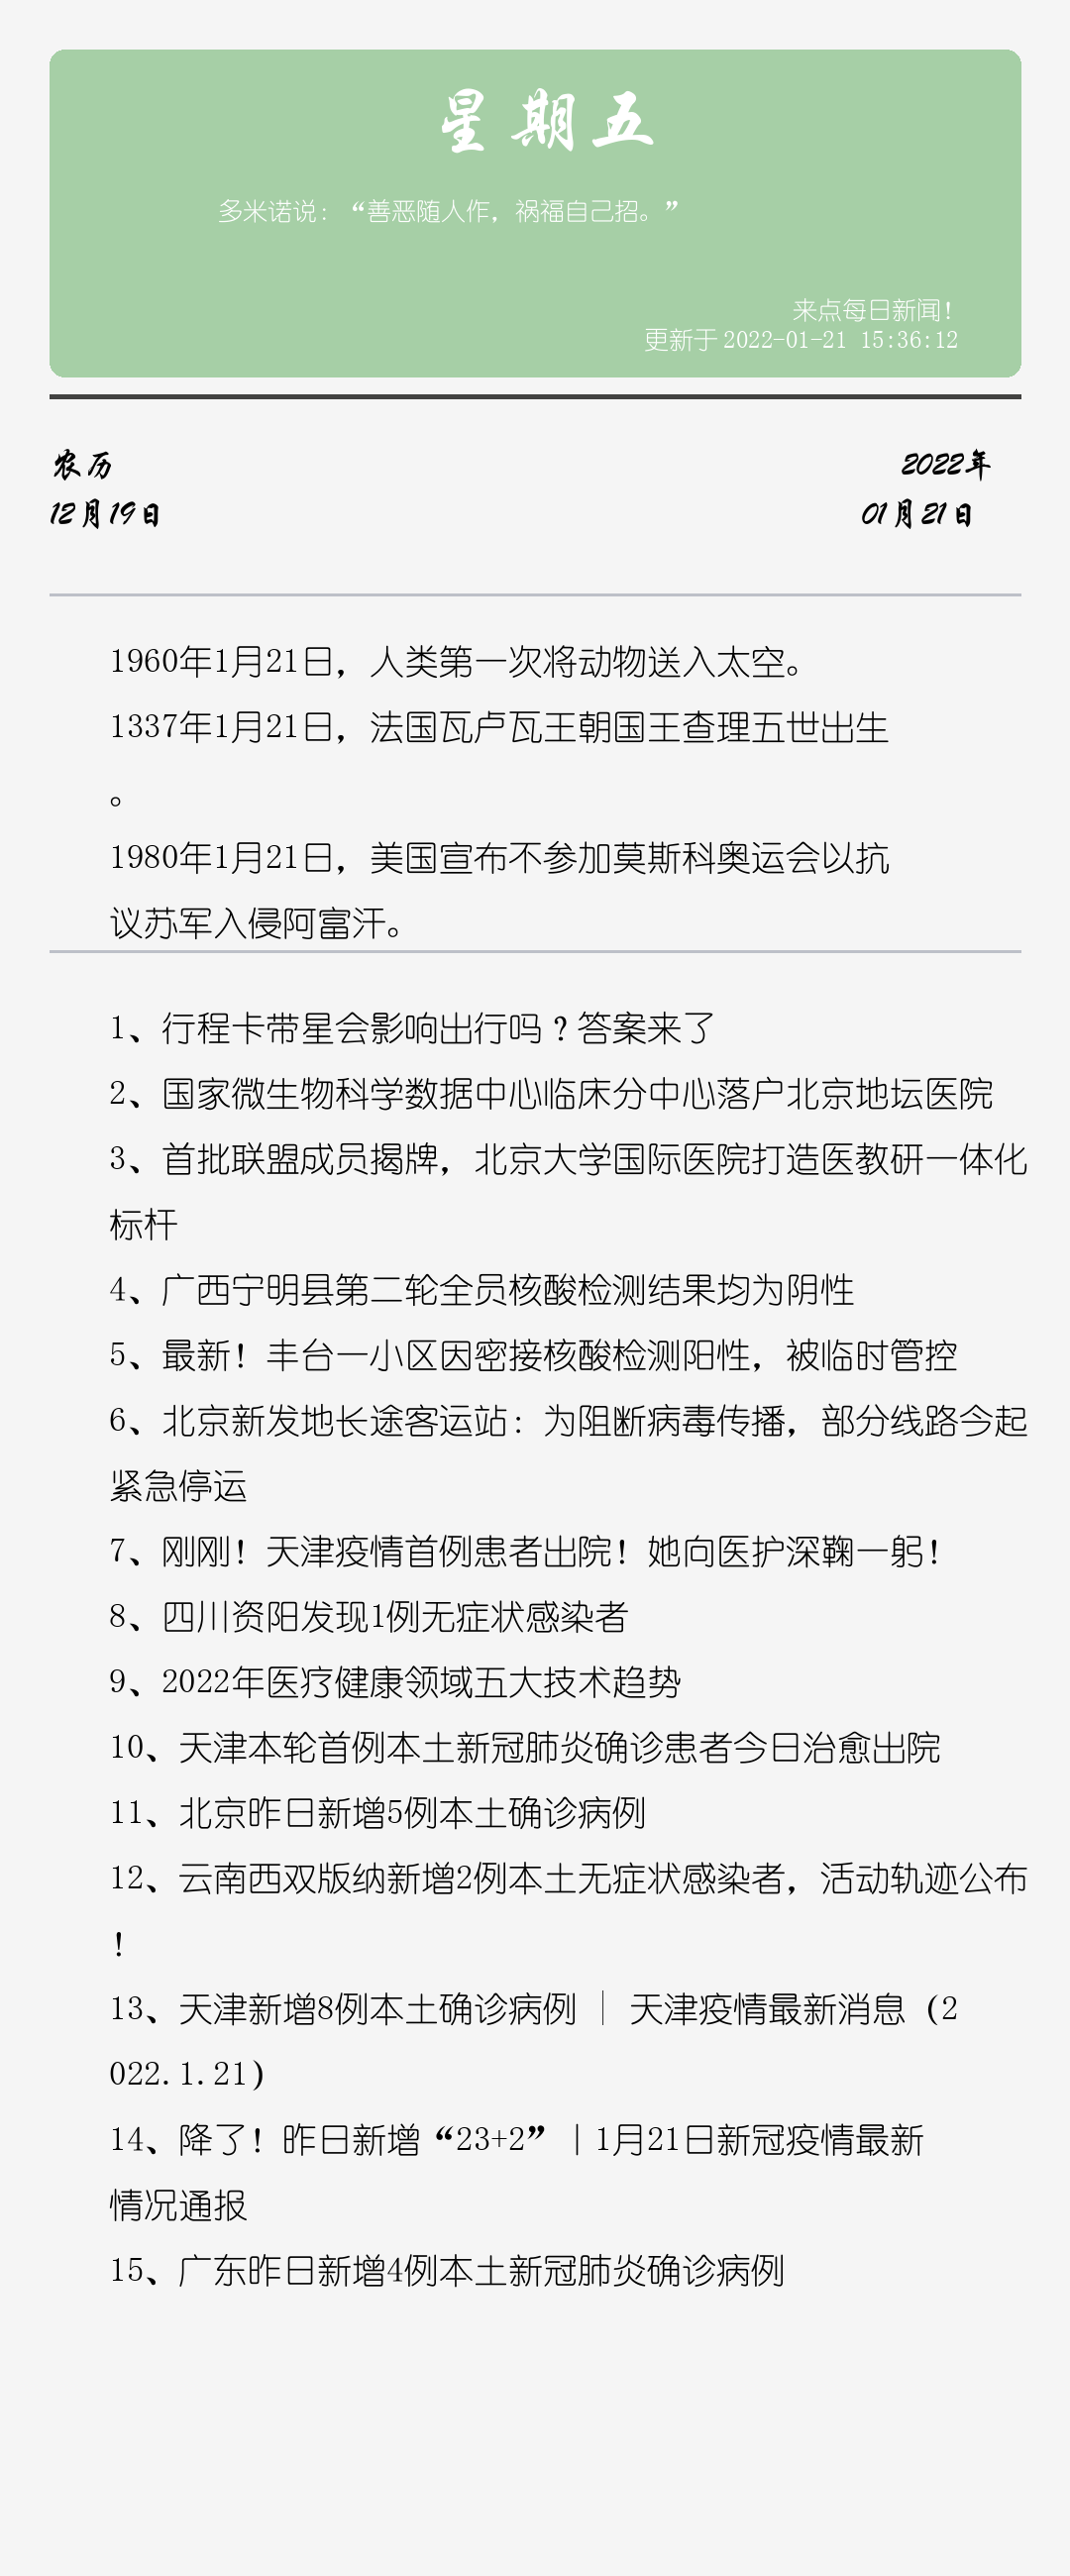 星期五
多米诺说：“善恶随人作，祸福自己招。”
来点每日新闻！
更新于 2022-01-21 15:36:12
农历
12月19日
2022年
01月21日
1960年1月21日，人类第一次将动物送入太空。
1337年1月21日，法国瓦卢瓦王朝国王查理五世出生
。
1980年1月21日，美国宣布不参加莫斯科奥运会以抗
议苏军入侵阿富汗。
1、行程卡带星会影响出行吗？答案来了
2、国家微生物科学数据中心临床分中心落户北京地坛医院
3、首批联盟成员揭牌，北京大学国际医院打造医教研一体化
标杆
4、广西宁明县第二轮全员核酸检测结果均为阴性
5、最新！丰台一小区因密接核酸检测阳性，被临时管控
6、北京新发地长途客运站：为阻断病毒传播，部分线路今起
紧急停运
7、刚刚！天津疫情首例患者出院！她向医护深鞠一躬！
8、四川资阳发现1例无症状感染者
9、2022年医疗健康领域五大技术趋势
10、天津本轮首例本土新冠肺炎确诊患者今日治愈出院
11、北京昨日新增5例本土确诊病例
12、云南西双版纳新增2例本土无症状感染者，活动轨迹公布
！
13、天津新增8例本土确诊病例 │ 天津疫情最新消息（2
022.1.21）
14、降了！昨日新增“23+2”｜1月21日新冠疫情最新
情况通报
15、广东昨日新增4例本土新冠肺炎确诊病例